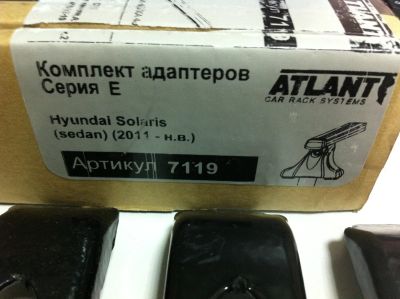 Комплект адаптеров
Серия Е
ATLANT
CAR RACK SYSTEMS
Hyundai Solaris
(sedan) (2011 - н.в.)
Артикул 7119